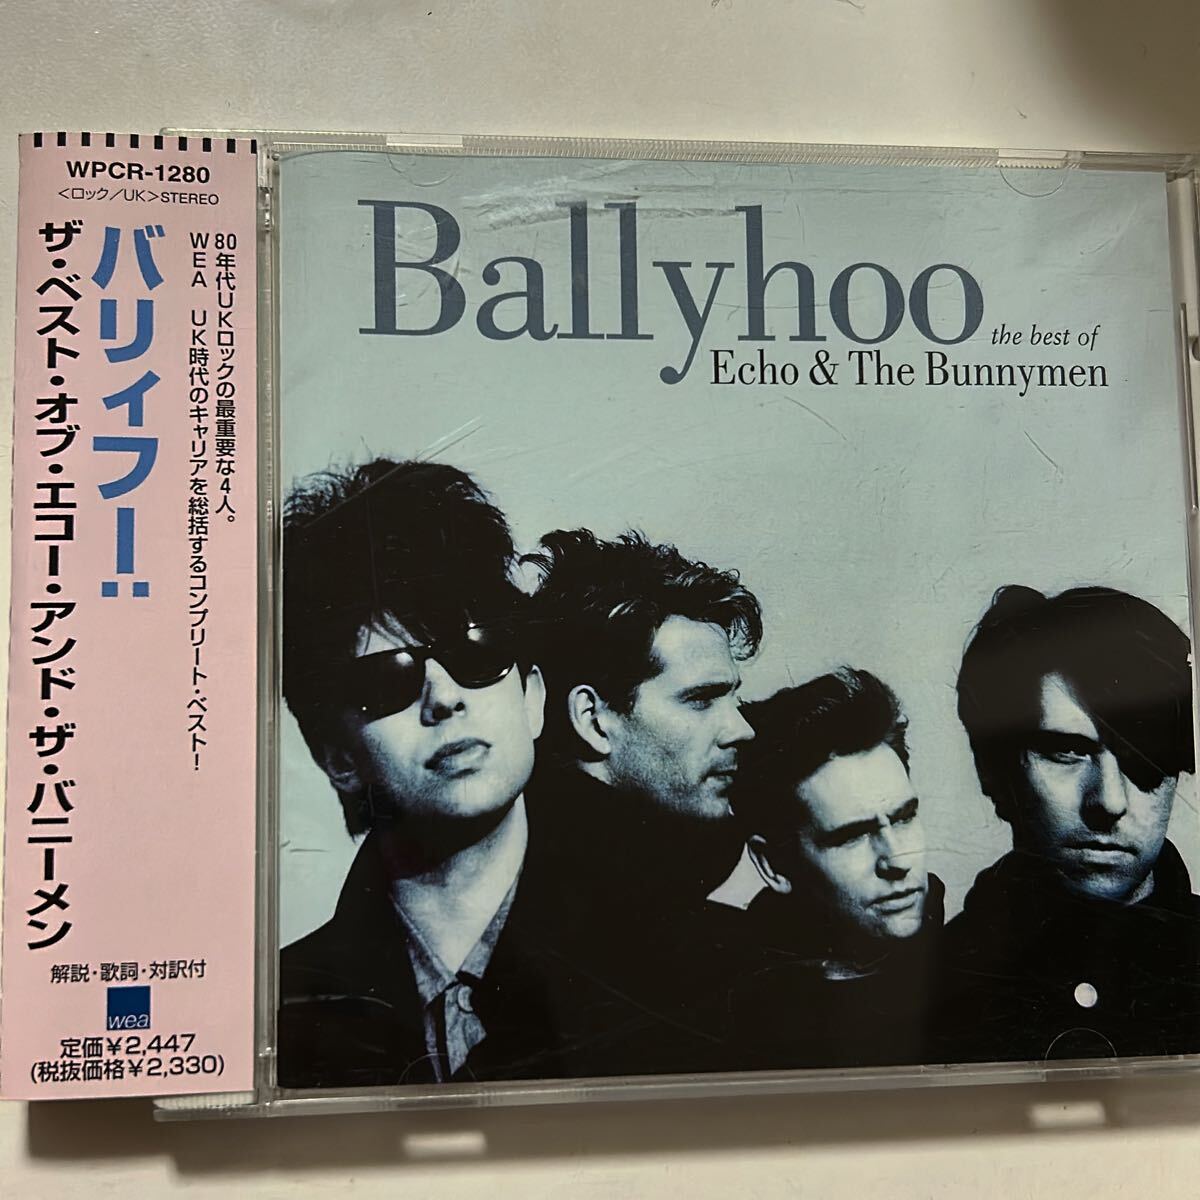 WPCR-1280
<ロック/UK>STEREO
80年代UKロックの最重要な4人。
WEA UK時代のキャリアを総括するコンプリート・ベスト!
バリィフー!!
ザ・ベスト・オブ・エコー・アンド・ザ・バニーメン
解説・歌詞・対訳付
wea
定価¥2,447
(税抜価格¥2,330)
Ballyhoo
the best of
Echo & The Bunnymen